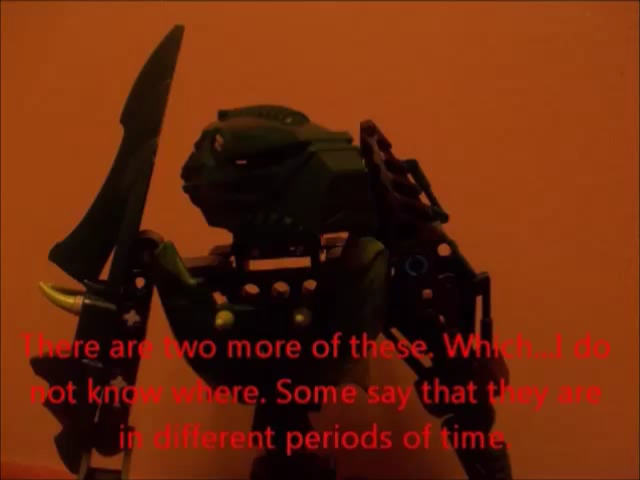 There are two more of these. Which...I do
not know where. Some say that they are
in different periods of time.